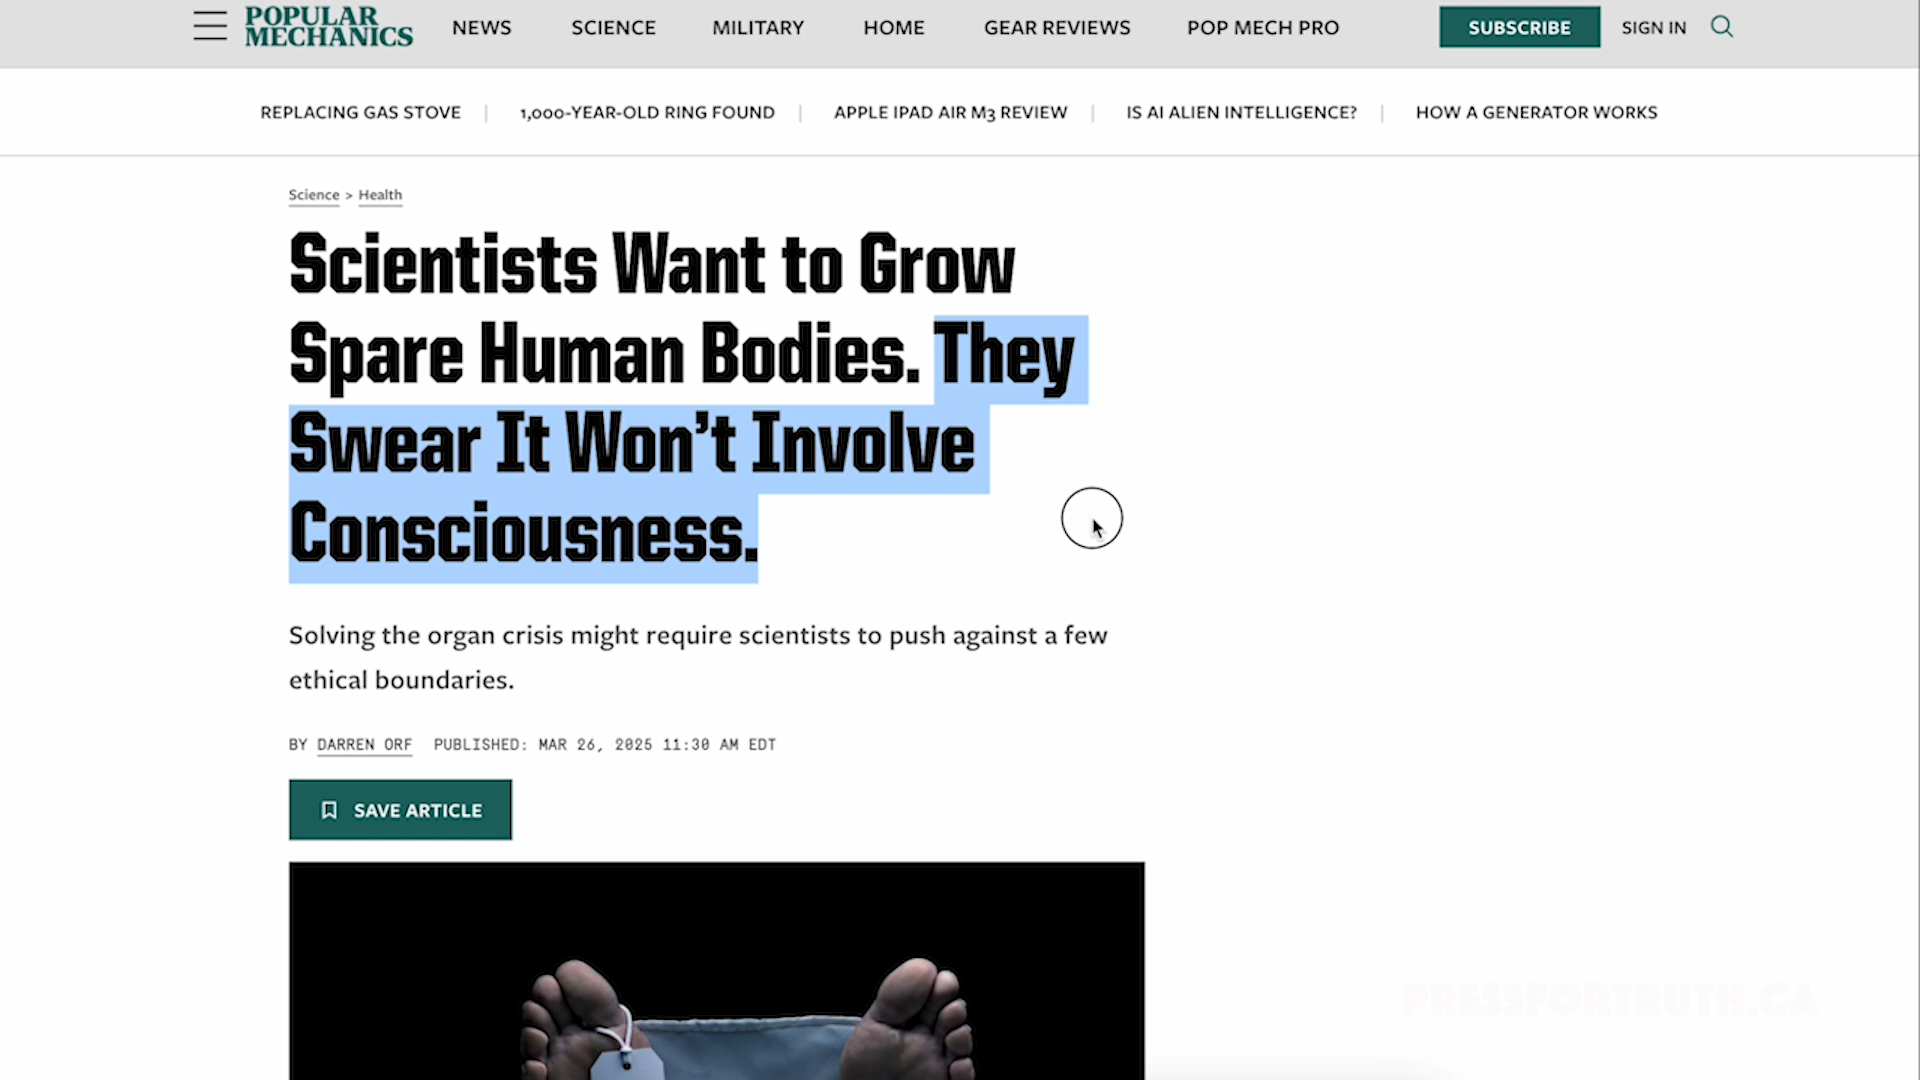 POPULAR
MECHANICS
NEWS
SCIENCE
MILITARY
HOME
GEAR REVIEWS
POP MECH PRO
SUBSCRIBE
SIGN IN
REPLACING GAS STOVE | 1,000-YEAR-OLD RING FOUND | APPLE IPAD AIR M3 REVIEW | IS AI ALIEN INTELLIGENCE? | HOW A GENERATOR WORKS
Science > Health
Scientists Want to Grow
Spare Human Bodies. They
Swear It Won’t Involve
Consciousness.
Solving the organ crisis might require scientists to push against a few
ethical boundaries.
BY DARREN ORF PUBLISHED: MAR 26, 2025 11:30 AM EDT
SAVE ARTICLE
PRESSFORTRUTH.CA